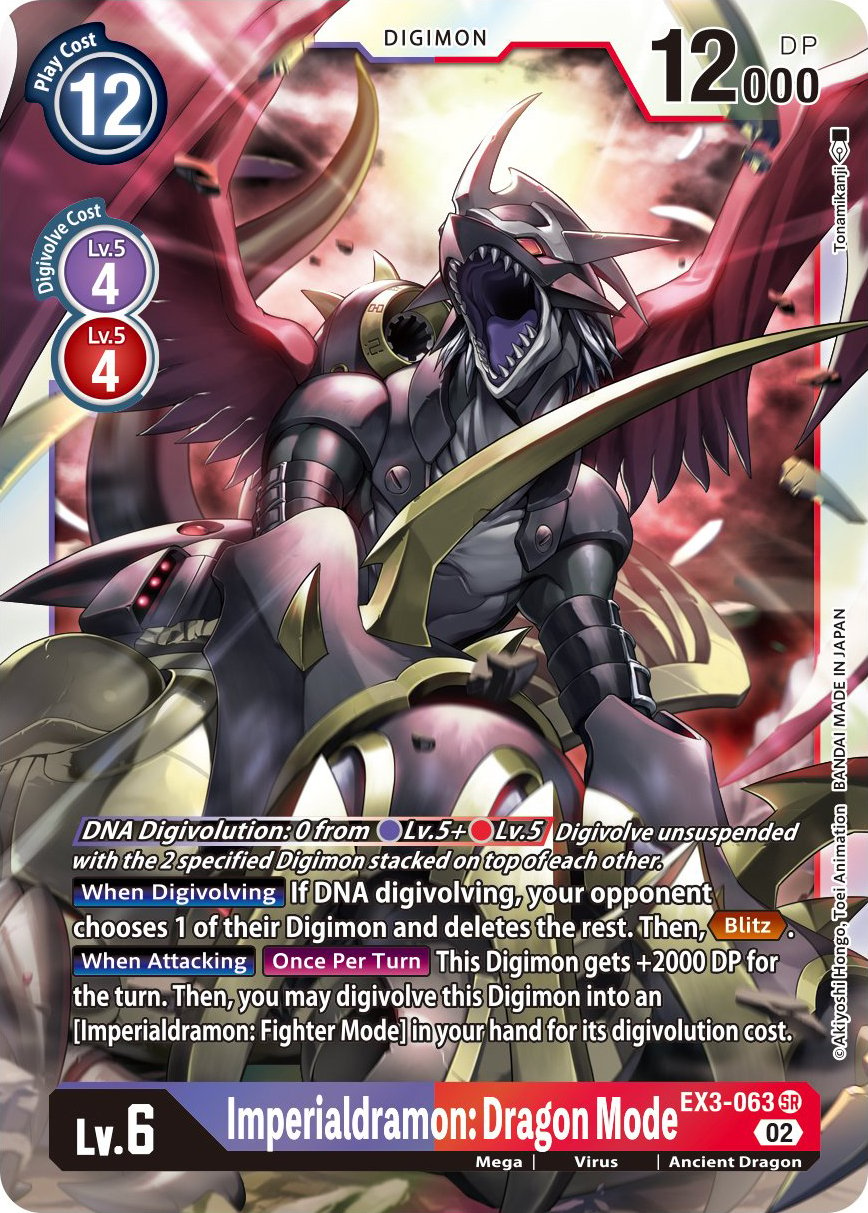 DIGIMON
Play Cost
12
12000
DP
Digivolve Cost
Lv.5
4
Lv.5
4
Tonamikanji
DNA Digivolution: 0 from Lv.5+ Lv.5 Digivolve unsuspended
with the 2 specified Digimon stacked on top of each other.
When Digivolving If DNA digivolving, your opponent
chooses 1 of their Digimon and deletes the rest. Then, Blitz.
When Attacking Once Per Turn This Digimon gets +2000 DP for
the turn. Then, you may digivolve this Digimon into an
[Imperialdramon: Fighter Mode] in your hand for its digivolution cost.
©Akiyoshi Hongo, Toei Animation BANDAI MADE IN JAPAN
Lv.6
Imperialdramon: Dragon Mode
EX3-063 SR
02
Mega | Virus | Ancient Dragon